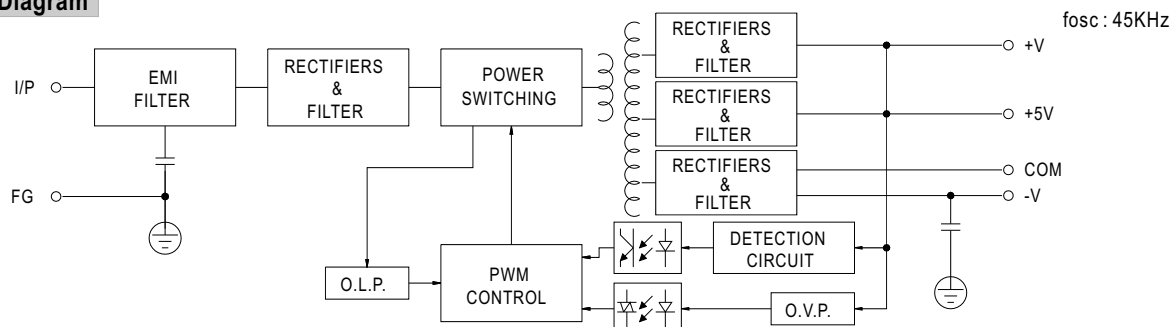 Diagram
fosc : 45KHz
I/P
EMI
FILTER
RECTIFIERS
&
FILTER
POWER
SWITCHING
RECTIFIERS
&
FILTER
+V
RECTIFIERS
&
FILTER
+5V
RECTIFIERS
&
FILTER
COM
-V
FG
DETECTION
CIRCUIT
O.L.P.
PWM
CONTROL
O.V.P.